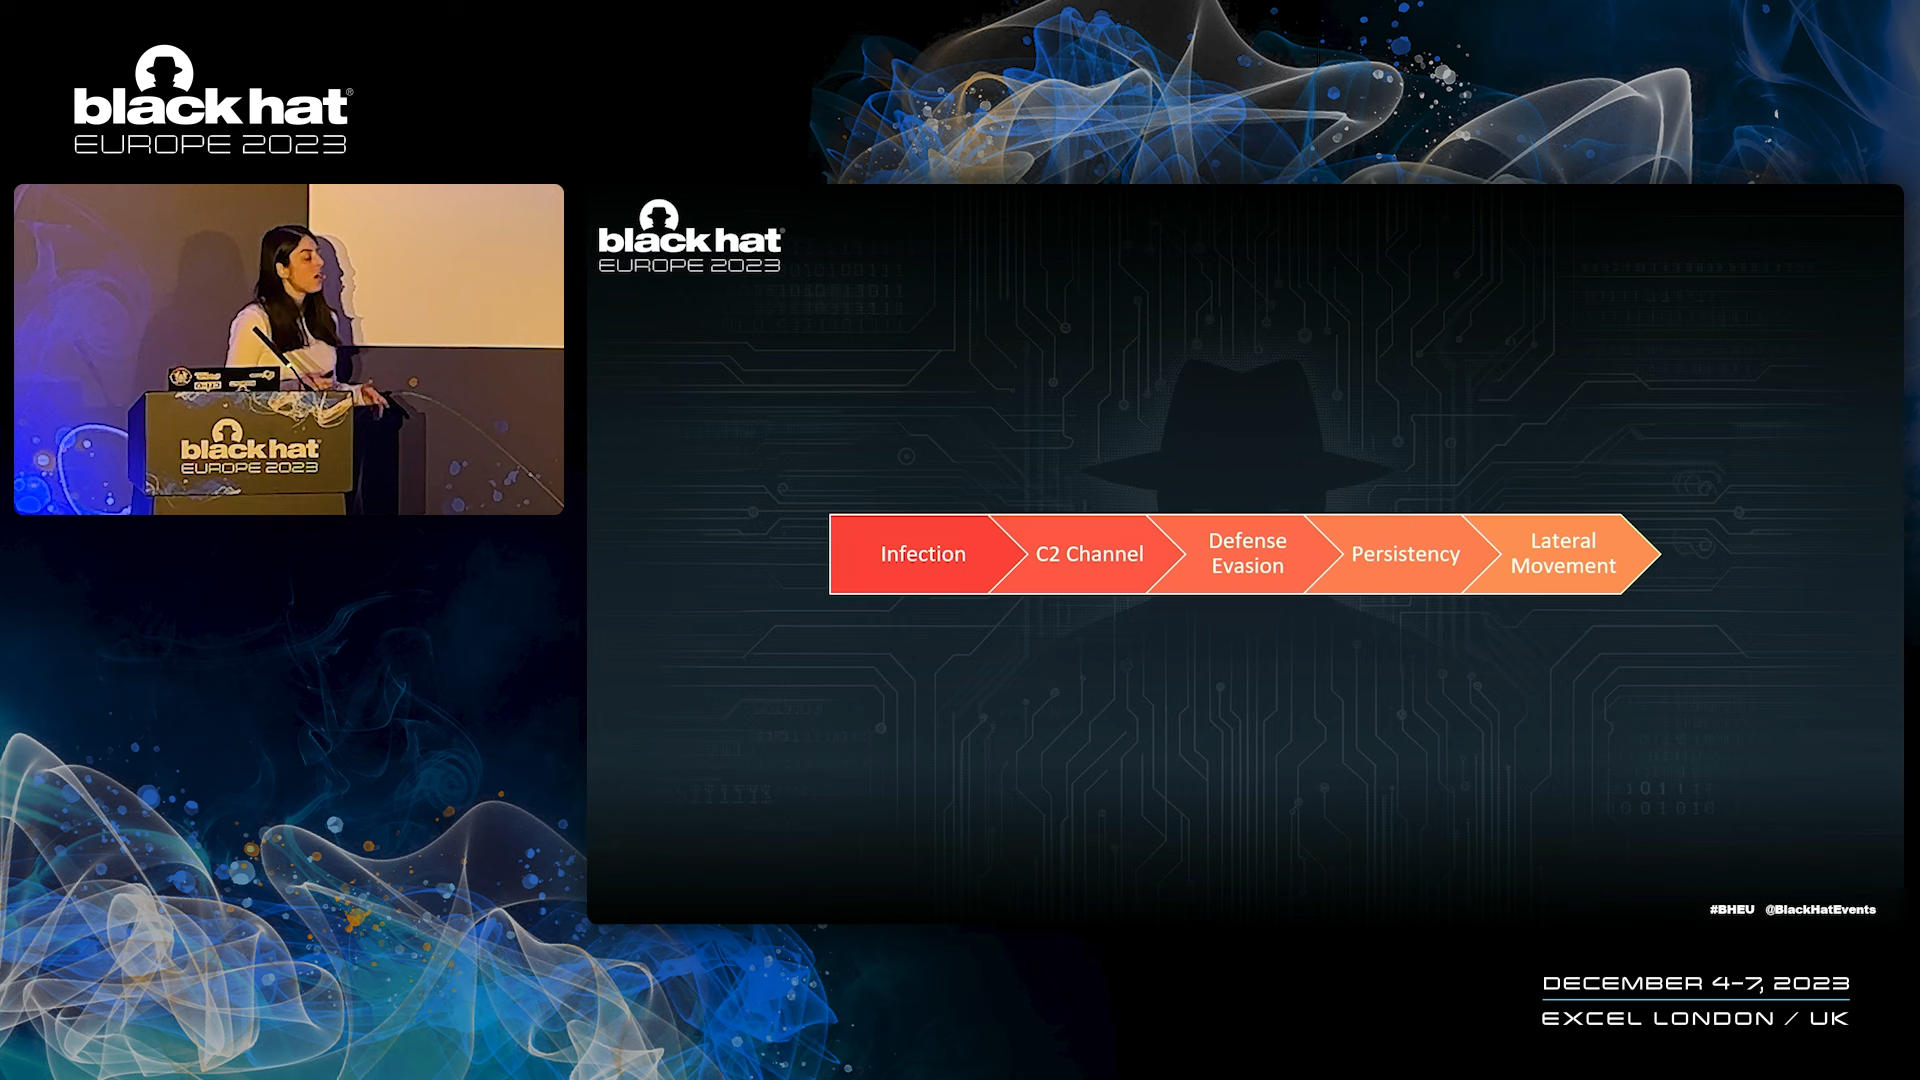 black hat®
EUROPE 2023
black hat
EUROPE 2023
black hat®
EUROPE 2023
Infection
C2 Channel
Defense
Evasion
Persistency
Lateral
Movement
#BHEU @BlackHatEvents
DECEMBER 4-7, 2023
EXCEL LONDON / UK